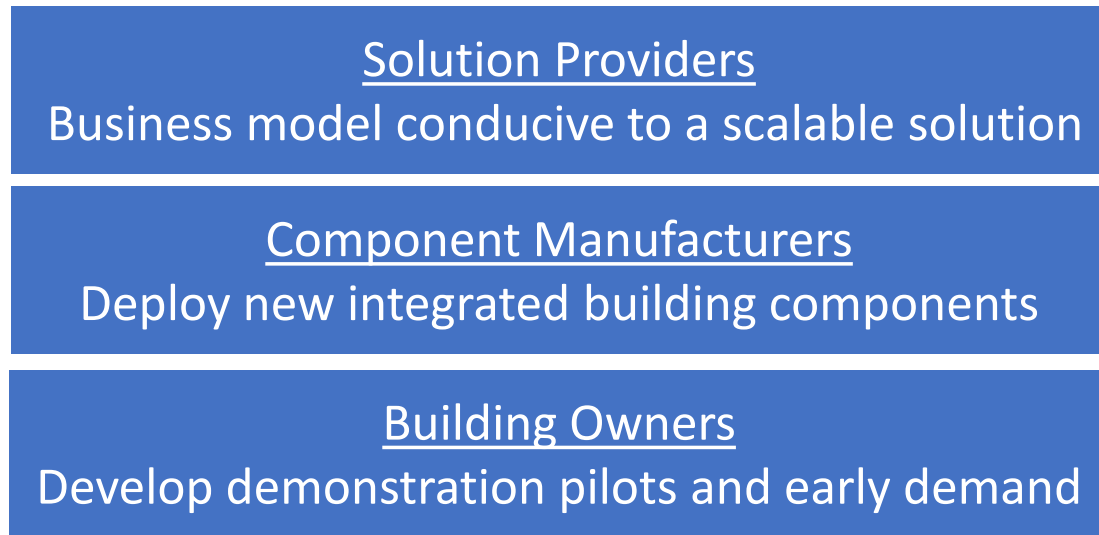 Solution Providers
Business model conducive to a scalable solution
Component Manufacturers
Deploy new integrated building components
Building Owners
Develop demonstration pilots and early demand